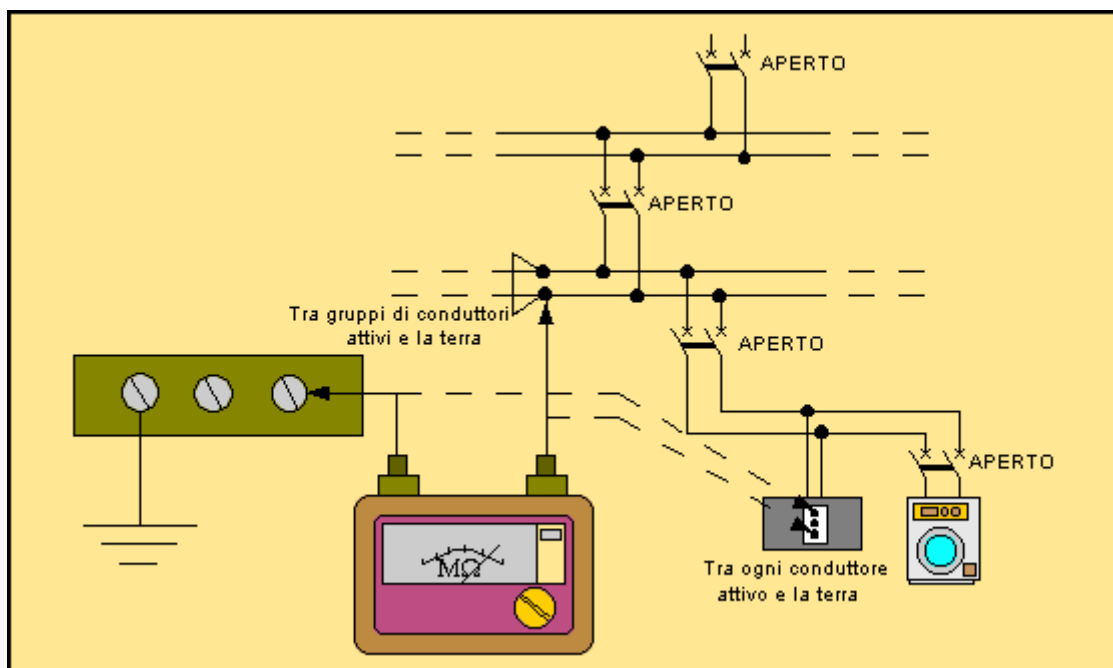 APERTO
APERTO
Tra gruppi di conduttori
attivi e la terra
APERTO
APERTO
MΩ
Tra ogni conduttore
attivo e la terra